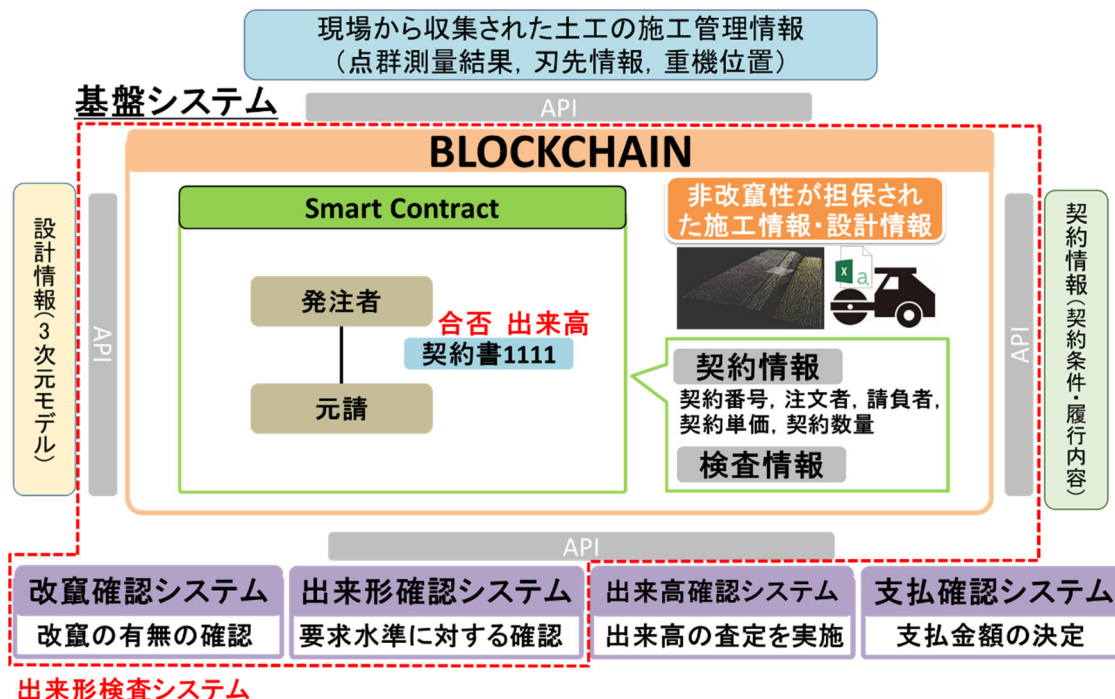 現場から収集された土工の施工管理情報
(点群測量結果, 刃先情報, 重機位置)
基盤システム
API
BLOCKCHAIN
設計情報(3次元モデル)
API
Smart Contract
発注者
合否 出来高
契約書1111
元請
非改竄性が担保され
た施工情報・設計情報
X
a,
契約情報
契約番号, 注文者, 請負者,
契約単価, 契約数量
検査情報
API
契約情報(契約条件・履行内容)
API
改竄確認システム
改竄の有無の確認
出来形確認システム
要求水準に対する確認
出来高確認システム
出来高の査定を実施
支払確認システム
支払金額の決定
出来形検査システム